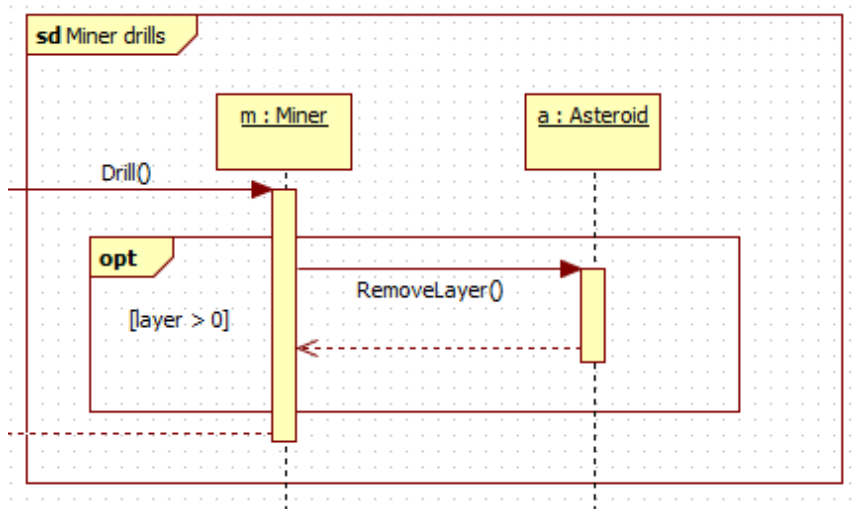 sd Miner drills
m : Miner
a : Asteroid
Drill()
opt
RemoveLayer()
[layer > 0]